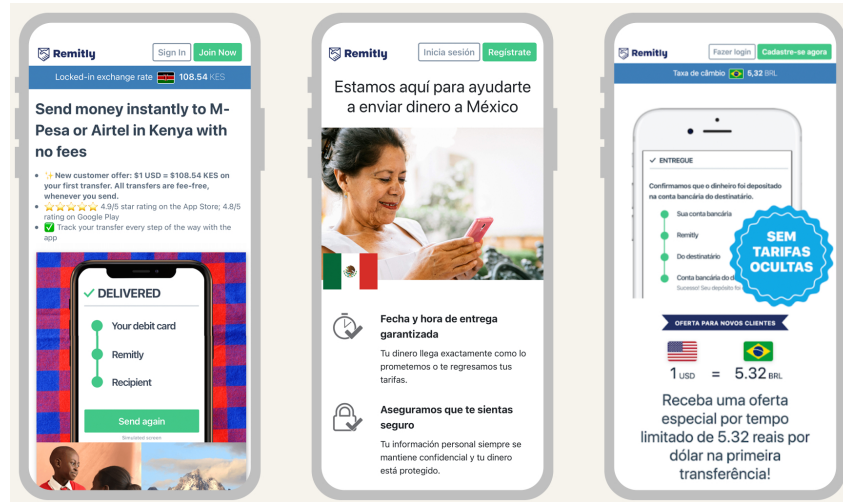 Remitly
Sign In
Join Now
Locked-in exchange rate 108.54 KES
Send money instantly to M-
Pesa or Airtel in Kenya with
no fees
New customer offer: $1 USD = $108.54 KES on
your first transfer. All transfers are fee-free,
whenever you send.
4.9/5 star rating on the App Store; 4.8/5
rating on Google Play
Track your transfer every step of the way with the
app
DELIVERED
Your debit card
Remitly
Recipient
Send again
Simulated screen
Remitly
Inicia sesión
Regístrate
Estamos aquí para ayudarte
a enviar dinero a México
Fecha y hora de entrega
garantizada
Tu dinero llega exactamente como lo
prometemos o te regresamos tus
tarifas.
Aseguramos que te sientas
seguro
Tu información personal siempre se
mantiene confidencial y tu dinero
está protegido.
Remitly
Fazer login
Cadastre-se agora
Taxa de câmbio 5,32 BRL
ENTREGUE
Confirmamos que o dinheiro foi depositado
na conta bancária do destinatário.
Sua conta bancária
Remitly
Do destinatário
Conta bancária do d
Sucesso! Seu depósito foi
SEM
TARIFAS
OCULTAS
OFERTA PARA NOVOS CLIENTES
1 USD = 5.32 BRL
Receba uma oferta
especial por tempo
limitado de 5.32 reais por
dólar na primeira
transferência!